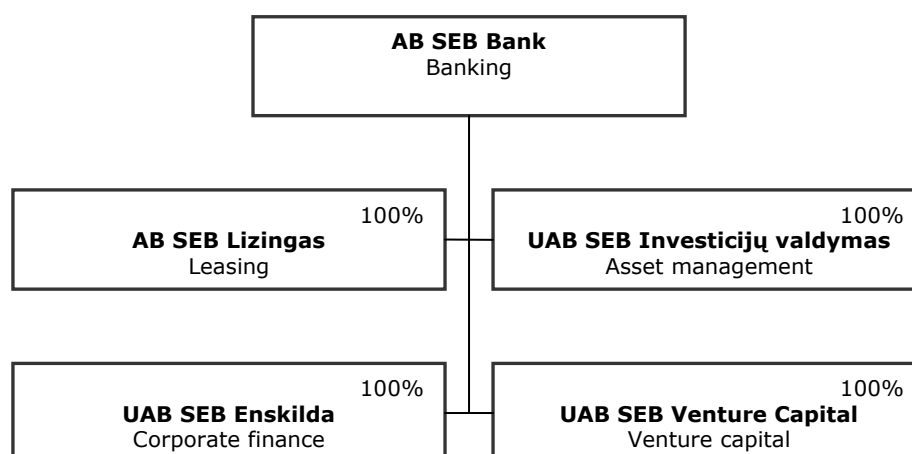 AB SEB Bank
Banking
100%
AB SEB Lizingas
Leasing
100%
UAB SEB Investicijų valdymas
Asset management
100%
UAB SEB Enskilda
Corporate finance
100%
UAB SEB Venture Capital
Venture capital